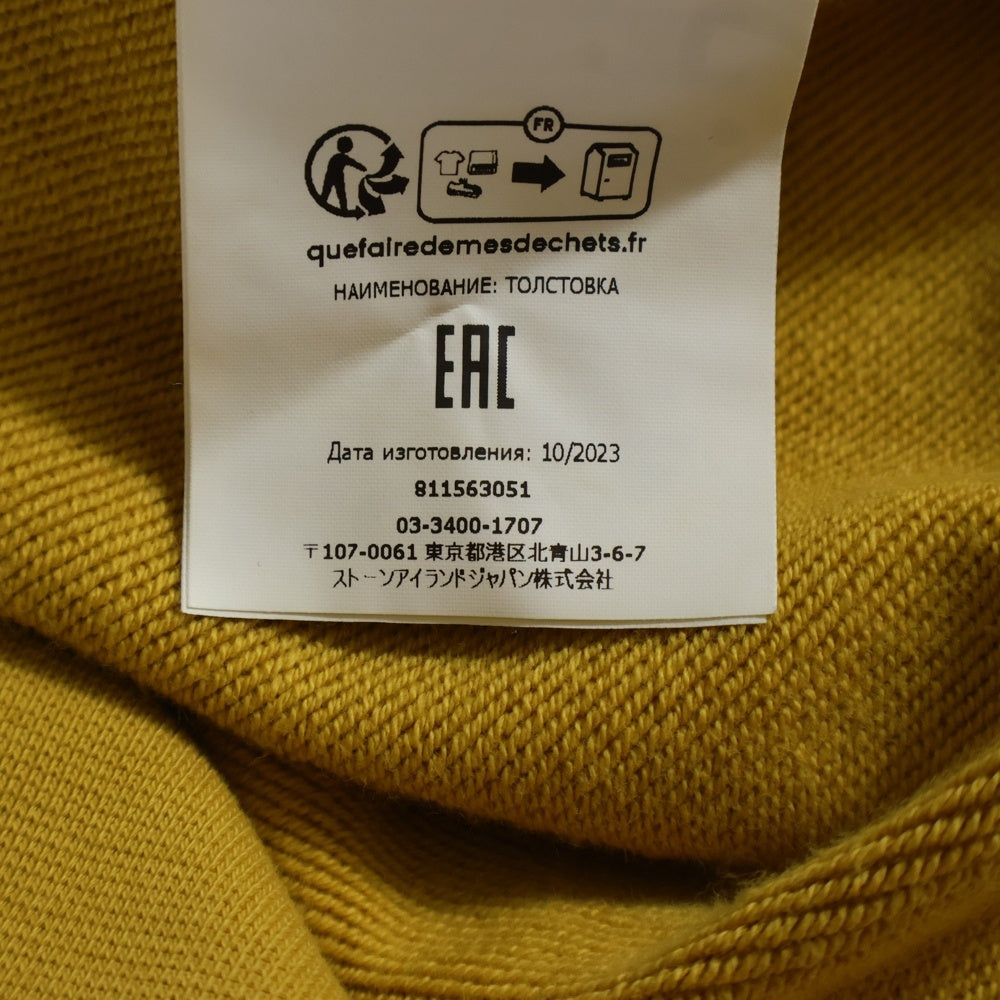 FR
quefairedemesdechets.fr
НАИМЕНОВАНИЕ: ТОЛСТОВКА
EAC
Дата изготовления: 10/2023
811563051
03-3400-1707
〒107-0061 東京都港区北青山3-6-7
ストーンアイランドジャパン株式会社